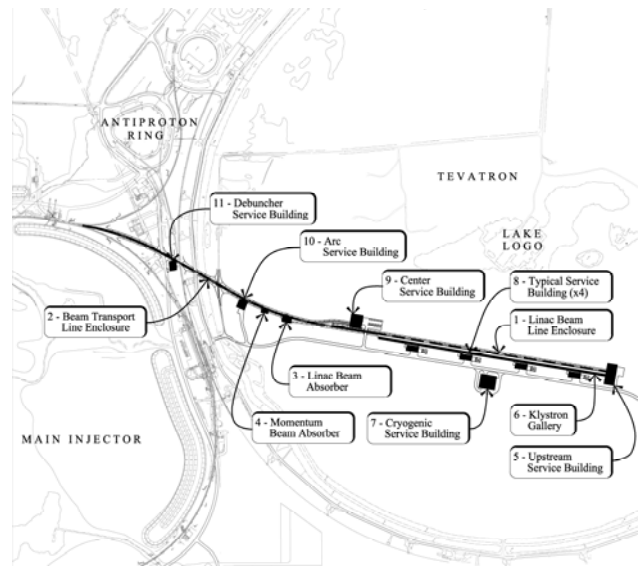 ANTIPROTON
RING
TEVATRON
11 - Debuncher
Service Building
LAKE
LOGO
10 - Arc
Service Building
9 - Center
Service Building
8 - Typical Service
Building (x4)
2 - Beam Transport
Line Enclosure
1 - Linac Beam
Line Enclosure
3 - Linac Beam
Absorber
4 - Momentum
Beam Absorber
7 - Cryogenic
Service Building
6 - Klystron
Gallery
MAIN INJECTOR
5 - Upstream
Service Building